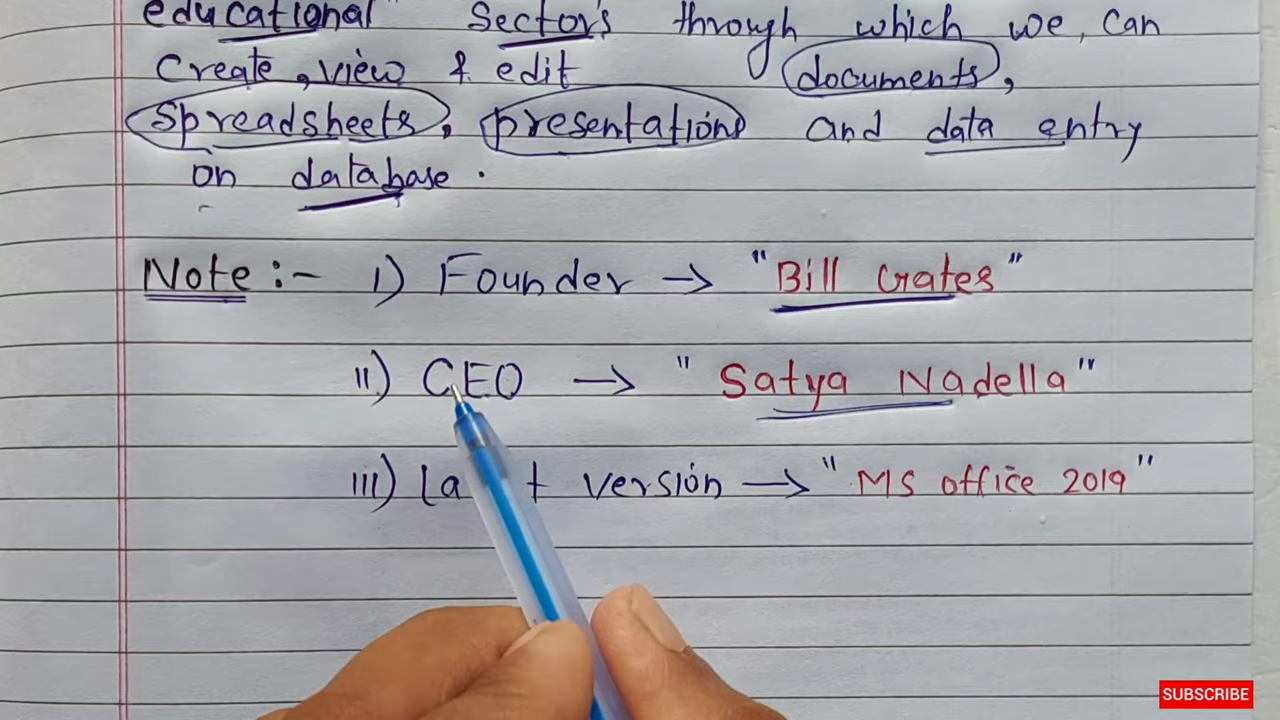 educational" Sectors through which we, can
Create, view & edit documents,
Spreadsheets, presentations and data entry
on database.
Note :- I) Founder → "Bill Gates"
II) CEO → "Satya Nadella"
III) version → "MS office 2019"
SUBSCRIBE